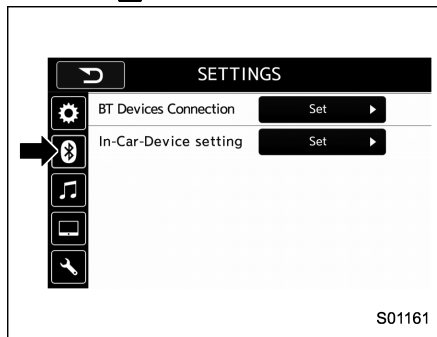 SETTINGS
BT Devices Connection Set
In-Car-Device setting Set
S01161